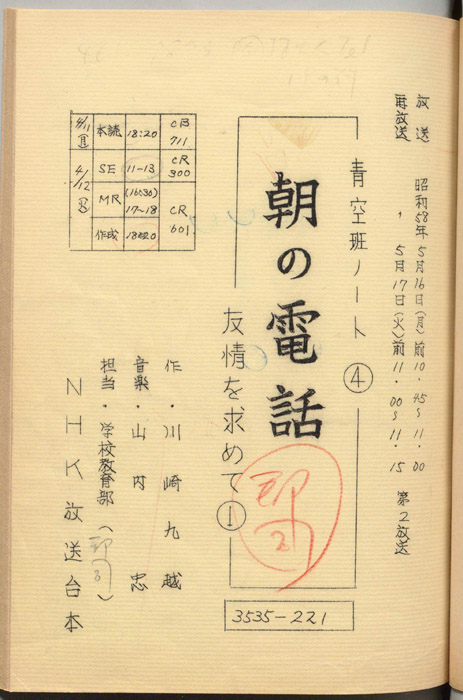 放送 昭和58年5月16日(月)前10.45〜11.00
再放送 〃 5月17日(火)前11.00〜11.15 第2放送
青空班ノート④
朝の電話
友情を求めて①
4/11 本読 18:20 CB 711
4/12 SE 11-13 CR 300
MR (16:30) 17〜18 CR 601
作成
作・川崎九越
音楽・山内忠
担当・学校教育部
NHK放送台本
3535-221